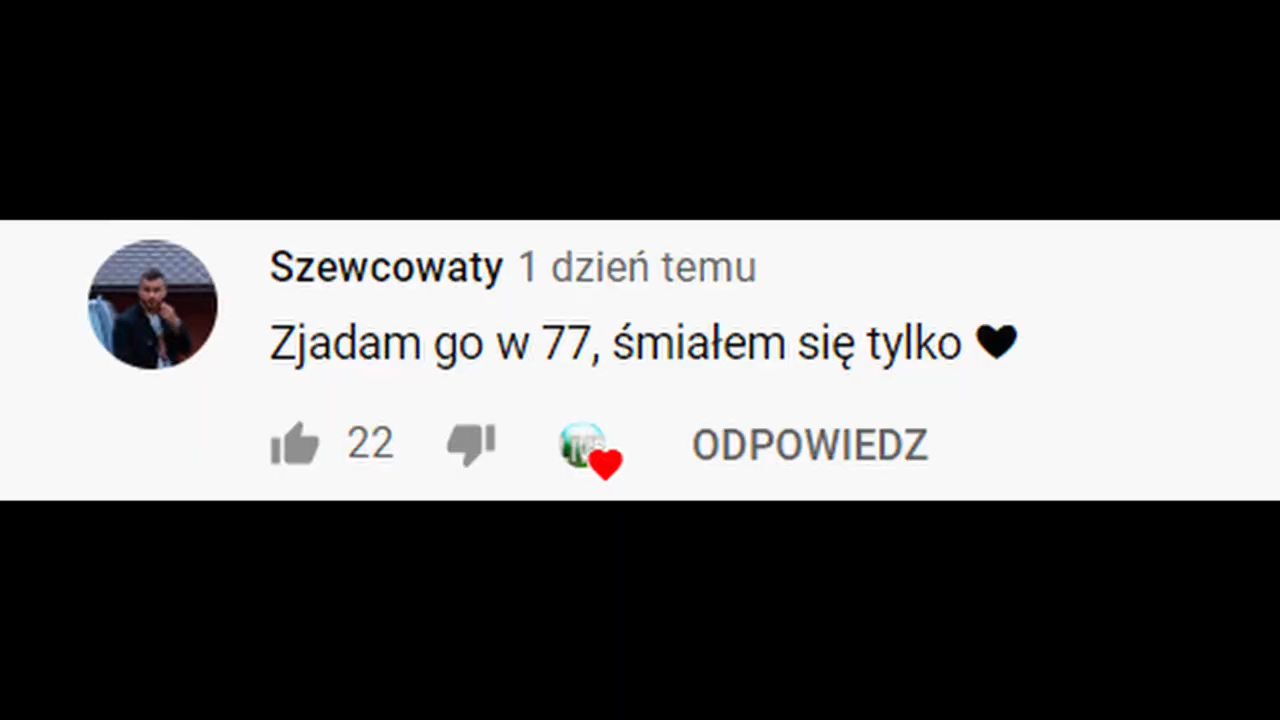 Szewcowaty 1 dzień temu
Zjadam go w 77, śmiałem się tylko 🖤
22 ODPOWIEDZ